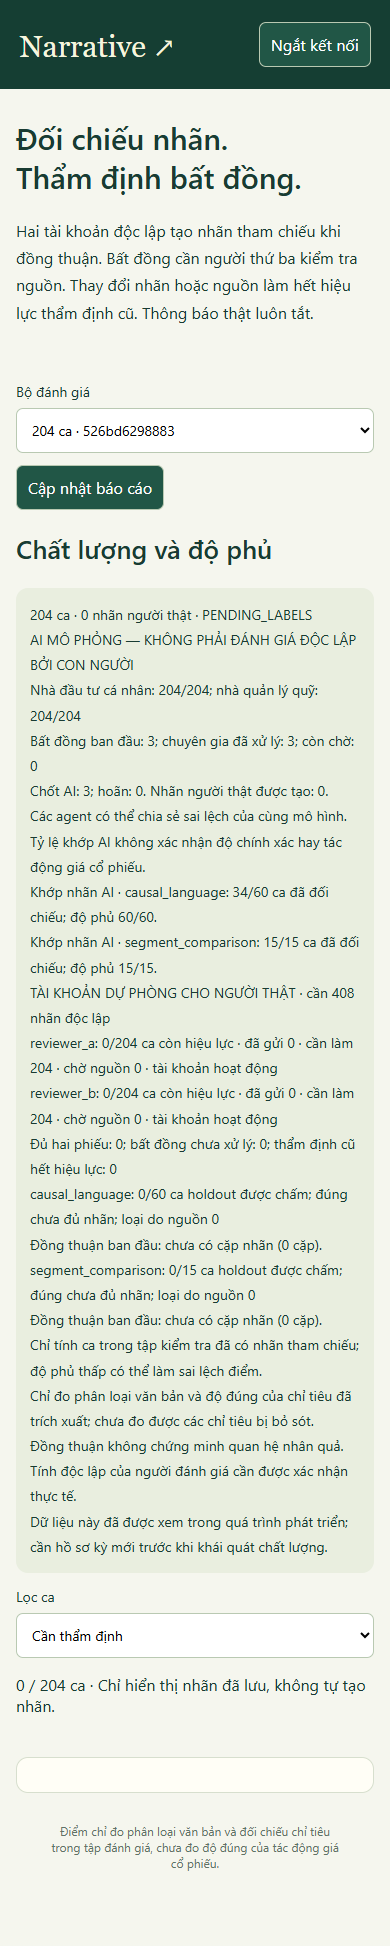 Narrative ↗
Ngắt kết nối
Đối chiếu nhãn.
Thẩm định bất đồng.
Hai tài khoản độc lập tạo nhãn tham chiếu khi
đồng thuận. Bất đồng cần người thứ ba kiểm tra
nguồn. Thay đổi nhãn hoặc nguồn làm hết hiệu
lực thẩm định cũ. Thông báo thật luôn tắt.
Bộ đánh giá
204 ca · 526bd6298883
Cập nhật báo cáo
Chất lượng và độ phủ
204 ca · 0 nhãn người thật · PENDING_LABELS
AI MÔ PHỎNG — KHÔNG PHẢI ĐÁNH GIÁ ĐỘC LẬP
BỞI CON NGƯỜI
Nhà đầu tư cá nhân: 204/204; nhà quản lý quỹ:
204/204
Bất đồng ban đầu: 3; chuyên gia đã xử lý: 3; còn chờ:
0
Chốt AI: 3; hoãn: 0. Nhãn người thật được tạo: 0.
Các agent có thể chia sẻ sai lệch của cùng mô hình.
Tỷ lệ khớp AI không xác nhận độ chính xác hay tác
động giá cổ phiếu.
Khớp nhãn AI · causal_language: 34/60 ca đã đối
chiếu; độ phủ 60/60.
Khớp nhãn AI · segment_comparison: 15/15 ca đã đối
chiếu; độ phủ 15/15.
TÀI KHOẢN DỰ PHÒNG CHO NGƯỜI THẬT · cần 408
nhãn độc lập
reviewer_a: 0/204 ca còn hiệu lực · đã gửi 0 · cần làm
204 · chờ nguồn 0 · tài khoản hoạt động
reviewer_b: 0/204 ca còn hiệu lực · đã gửi 0 · cần làm
204 · chờ nguồn 0 · tài khoản hoạt động
Đủ hai phiếu: 0; bất đồng chưa xử lý: 0; thẩm định cũ
hết hiệu lực: 0
causal_language: 0/60 ca holdout được chấm; đúng
chưa đủ nhãn; loại do nguồn 0
Đồng thuận ban đầu: chưa có cặp nhãn (0 cặp).
segment_comparison: 0/15 ca holdout được chấm;
đúng chưa đủ nhãn; loại do nguồn 0
Đồng thuận ban đầu: chưa có cặp nhãn (0 cặp).
Chỉ tính ca trong tập kiểm tra đã có nhãn tham chiếu;
độ phủ thấp có thể làm sai lệch điểm.
Chỉ đo phân loại văn bản và độ đúng của chỉ tiêu đã
trích xuất; chưa đo được các chỉ tiêu bị bỏ sót.
Đồng thuận không chứng minh quan hệ nhân quả.
Tính độc lập của người đánh giá cần được xác nhận
thực tế.
Dữ liệu này đã được xem trong quá trình phát triển;
cần hồ sơ kỳ mới trước khi khái quát chất lượng.
Lọc ca
Cần thẩm định
0 / 204 ca · Chỉ hiển thị nhãn đã lưu, không tự tạo
nhãn.
Điểm chỉ đo phân loại văn bản và đối chiếu chỉ tiêu
trong tập đánh giá, chưa đo độ đúng của tác động giá
cổ phiếu.